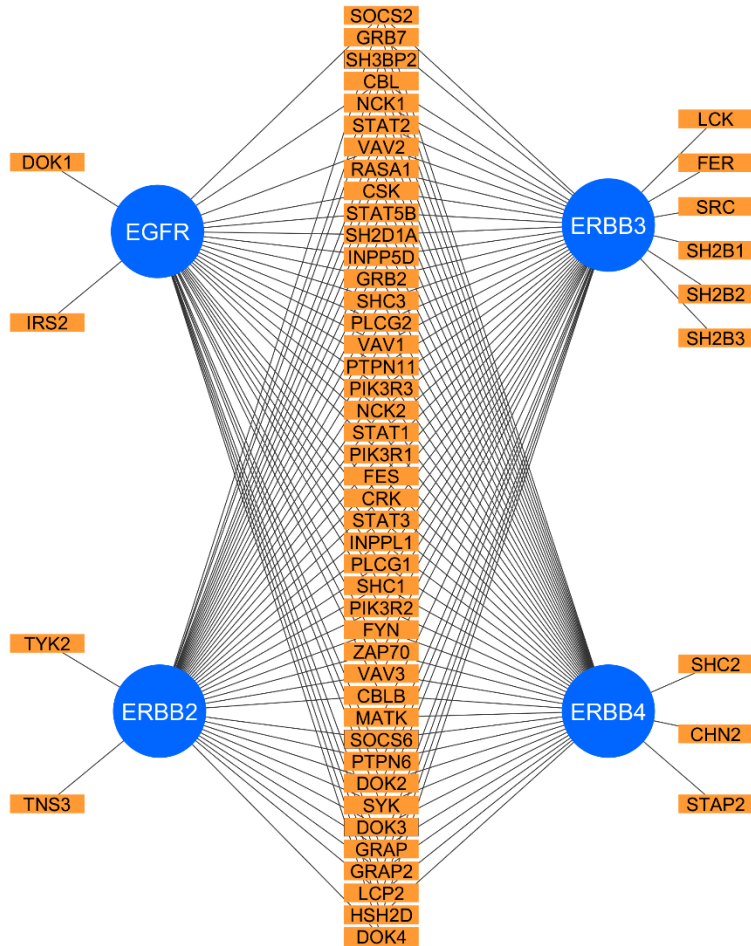 SOCS2
GRB7
SH3BP2
CBL
NCK1
STAT2
VAV2
RASA1
CSK
STAT5B
SH2D1A
INPP5D
GRB2
SHC3
PLCG2
VAV1
PTPN11
PIK3R3
NCK2
STAT1
PIK3R1
FES
CRK
STAT3
INPPL1
PLCG1
SHC1
PIK3R2
FYN
ZAP70
VAV3
CBLB
MATK
SOCS6
PTPN6
DOK2
SYK
DOK3
GRAP
GRAP2
LCP2
HSH2D
DOK4
DOK1
EGFR
IRS2
TYK2
ERBB2
TNS3
LCK
FER
SRC
ERBB3
SH2B1
SH2B2
SH2B3
SHC2
ERBB4
CHN2
STAP2